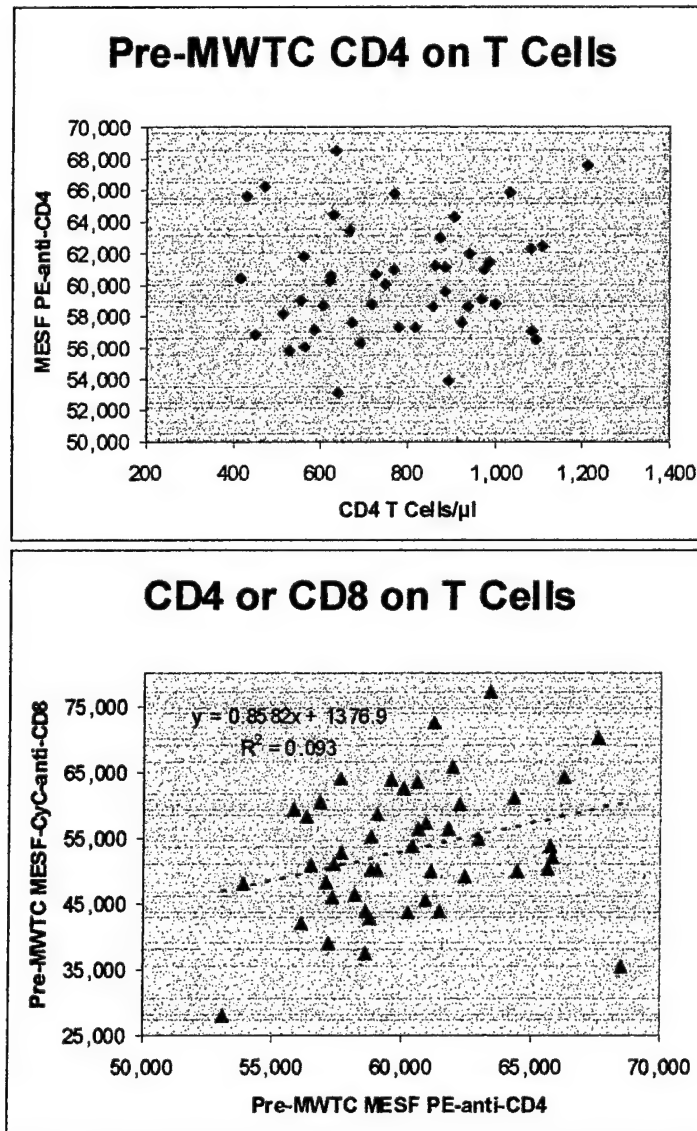 Pre-MWTC CD4 on T Cells
MESF PE-anti-CD4
70,000
68,000
66,000
64,000
62,000
60,000
58,000
56,000
54,000
52,000
50,000
200 400 600 800 1,000 1,200 1,400
CD4 T Cells/µl
CD4 or CD8 on T Cells
Pre-MWTC MESF-CyC-anti-CD8
75,000
65,000
55,000
45,000
35,000
25,000
y = 0.8582x + 1376.9
R² = 0.093
50,000 55,000 60,000 65,000 70,000
Pre-MWTC MESF PE-anti-CD4